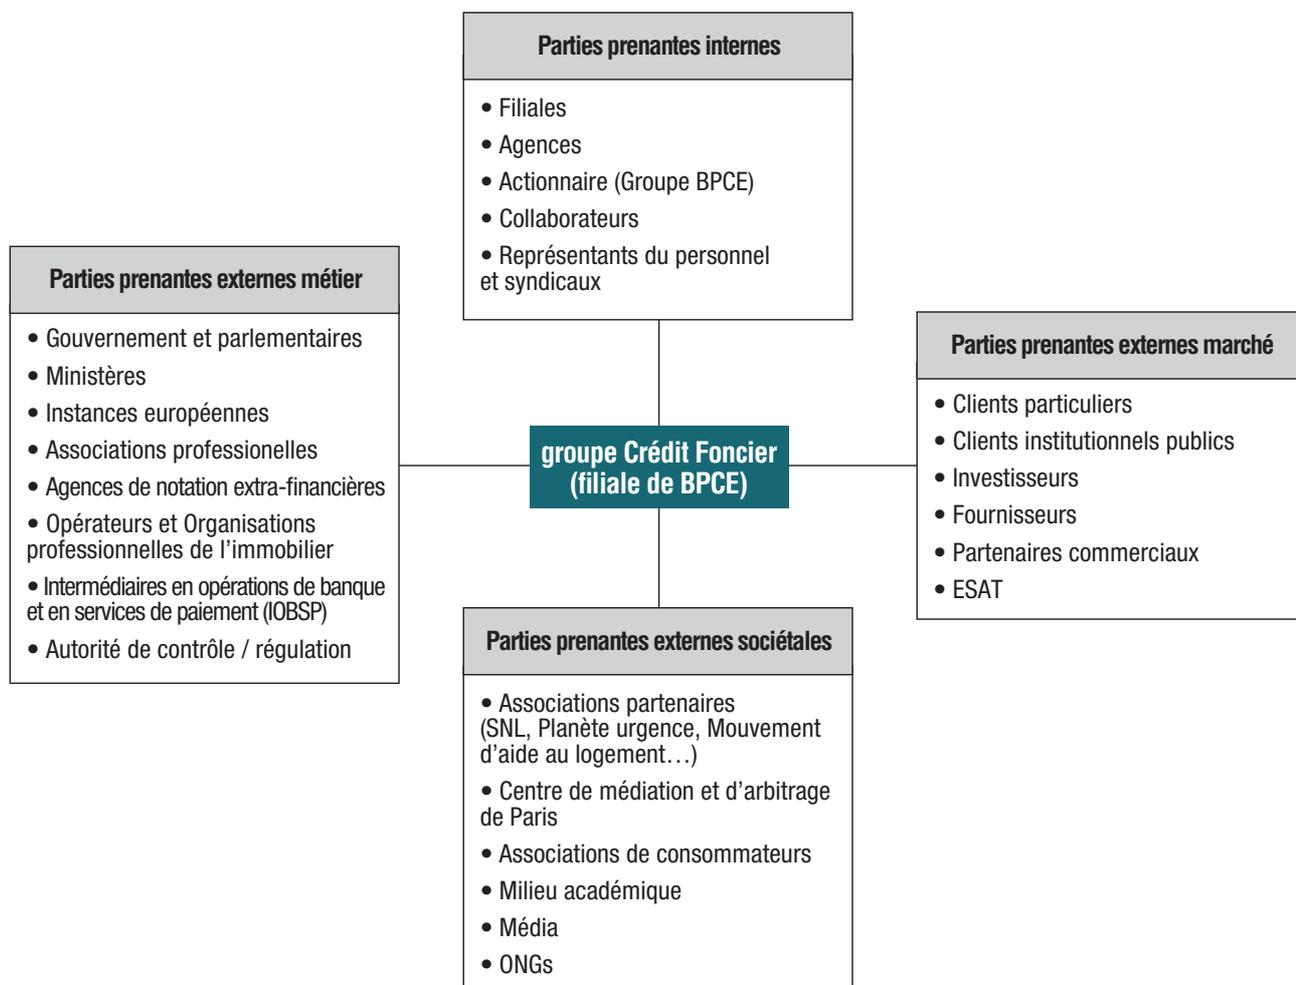 Parties prenantes internes
• Filiales
• Agences
• Actionnaire (Groupe BPCE)
• Collaborateurs
• Représentants du personnel
et syndicaux
Parties prenantes externes métier
• Gouvernement et parlementaires
• Ministères
• Instances européennes
• Associations professionelles
• Agences de notation extra-financières
• Opérateurs et Organisations
professionnelles de l’immobilier
• Intermédiaires en opérations de banque
et en services de paiement (IOBSP)
• Autorité de contrôle / régulation
groupe Crédit Foncier
(filiale de BPCE)
Parties prenantes externes marché
• Clients particuliers
• Clients institutionnels publics
• Investisseurs
• Fournisseurs
• Partenaires commerciaux
• ESAT
Parties prenantes externes sociétales
• Associations partenaires
(SNL, Planète urgence, Mouvement
d’aide au logement…)
• Centre de médiation et d’arbitrage
de Paris
• Associations de consommateurs
• Milieu académique
• Média
• ONGs